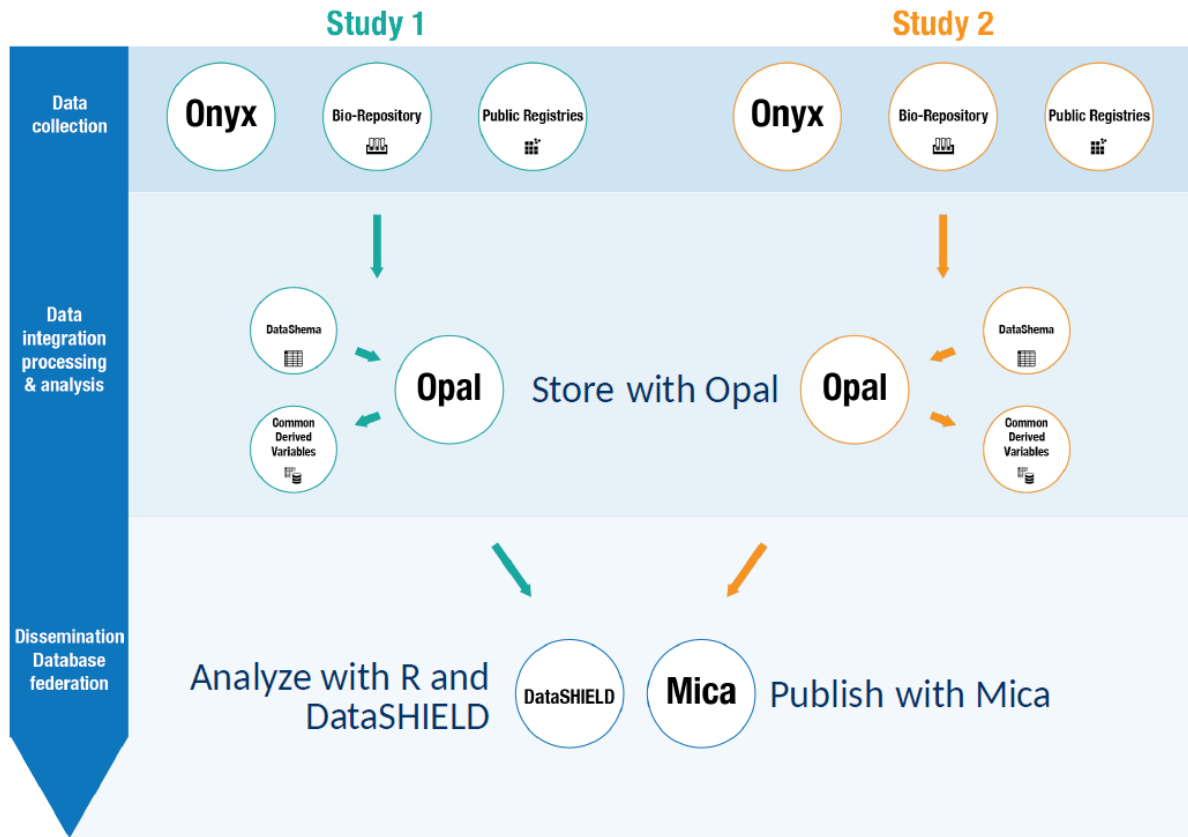 Study 1
Study 2
Data
collection
Onyx
Bio-Repository
Public Registries
Onyx
Bio-Repository
Public Registries
Data
integration
processing
& analysis
DataShema
Opal
Common
Derived
Variables
Store with Opal
Opal
DataShema
Common
Derived
Variables
Dissemination
Database
federation
Analyze with R and
DataSHIELD
DataSHIELD
Mica
Publish with Mica